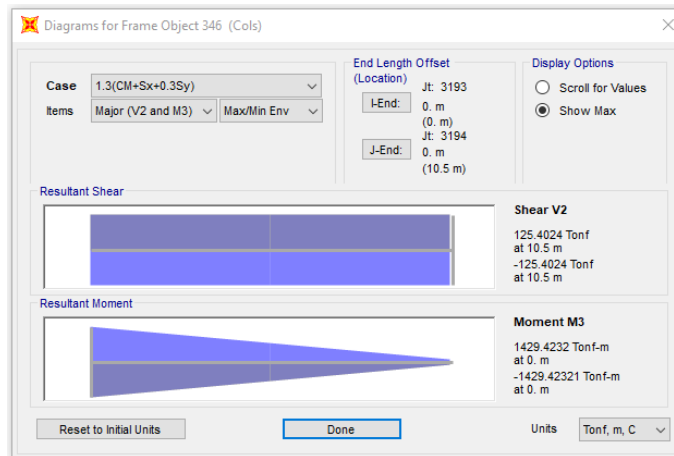 Diagrams for Frame Object 346 (Cols)
Case
1.3(CM+Sx+0.3Sy)
Items
Major (V2 and M3)
Max/Min Env
End Length Offset
(Location)
I-End:
Jt: 3193
0. m
(0. m)
J-End:
Jt: 3194
0. m
(10.5 m)
Display Options
Scroll for Values
Show Max
Resultant Shear
Shear V2
125.4024 Tonf
at 10.5 m
-125.4024 Tonf
at 10.5 m
Resultant Moment
Moment M3
1429.4232 Tonf-m
at 0. m
-1429.42321 Tonf-m
at 0. m
Reset to Initial Units
Done
Units
Tonf, m, C